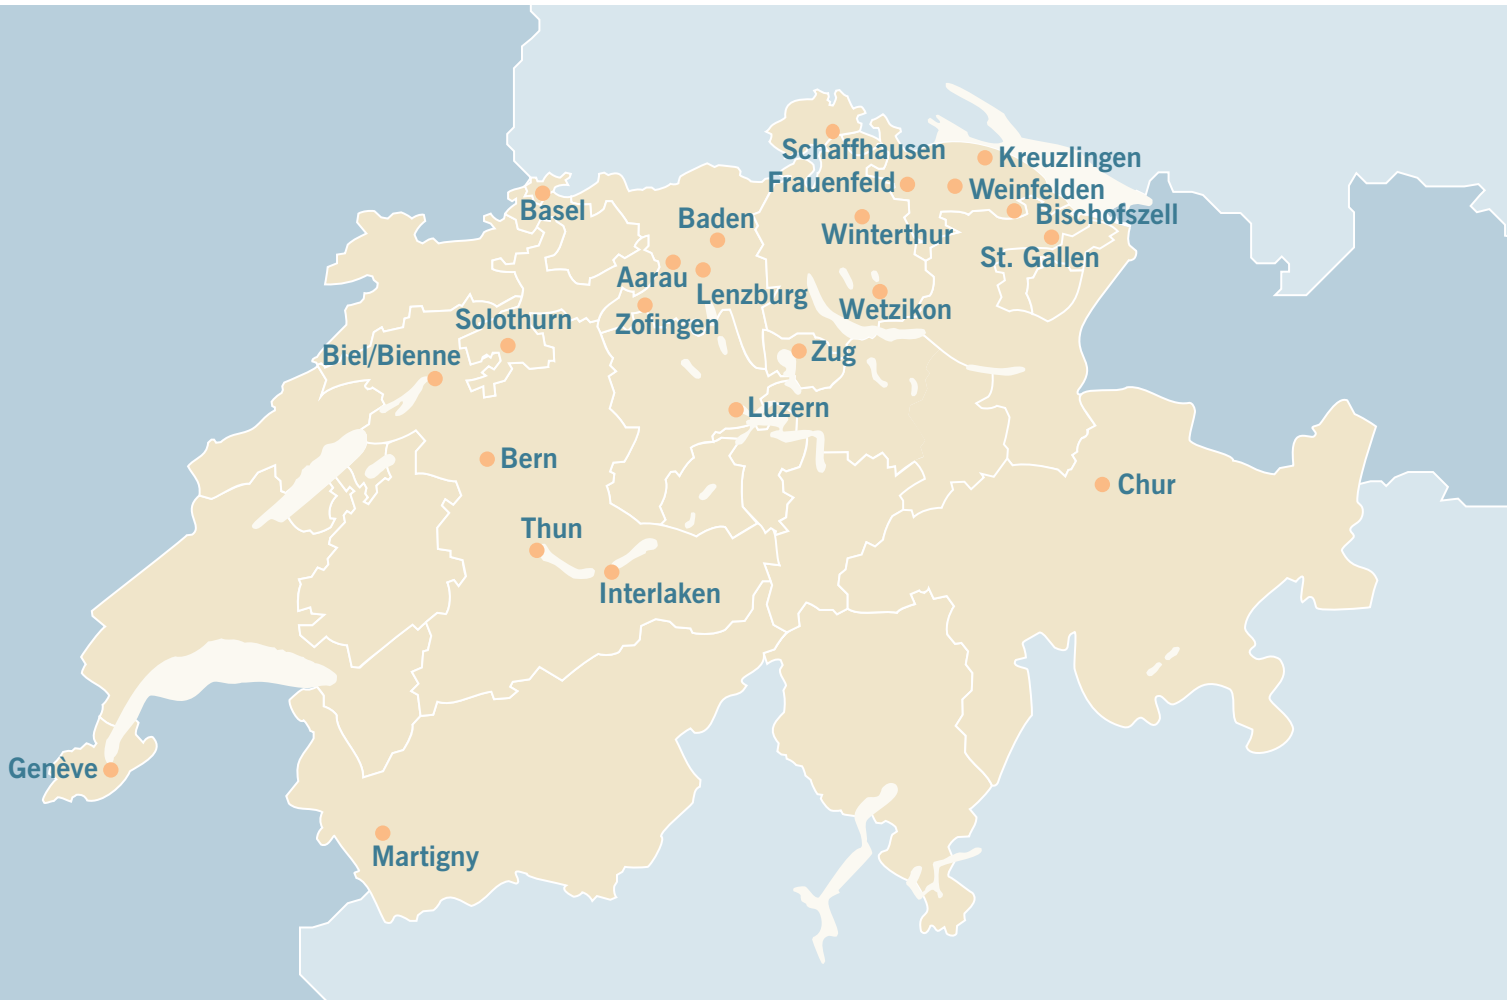 Schaffhausen
Kreuzlingen
Frauenfeld
Weinfelden
Basel
Bischofszell
Baden
Winterthur
St. Gallen
Aarau
Lenzburg
Wetzikon
Solothurn
Zofingen
Biel/Bienne
Zug
Luzern
Bern
Chur
Thun
Interlaken
Genève
Martigny